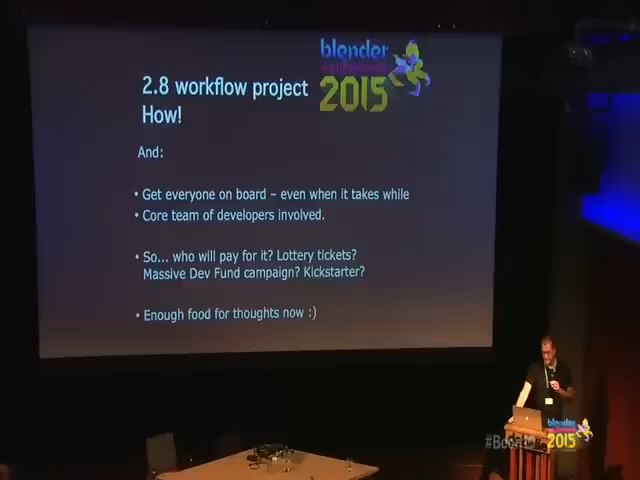 blender
conference
2015
2.8 workflow project
How!
And:
• Get everyone on board – even when it takes while
• Core team of developers involved.
• So... who will pay for it? Lottery tickets?
Massive Dev Fund campaign? Kickstarter?
• Enough food for thoughts now :)
blender
2015